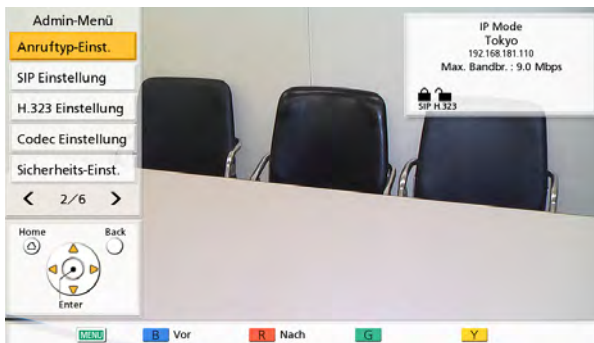 Admin-Menü
Anruftyp-Einst.
SIP Einstellung
H.323 Einstellung
Codec Einstellung
Sicherheits-Einst.
2/6
IP Mode
Tokyo
192.168.181.110
Max. Bandbr. : 9.0 Mbps
SIP H.323
Home
Back
Enter
MENU
B Vor
R Nach
G
Y